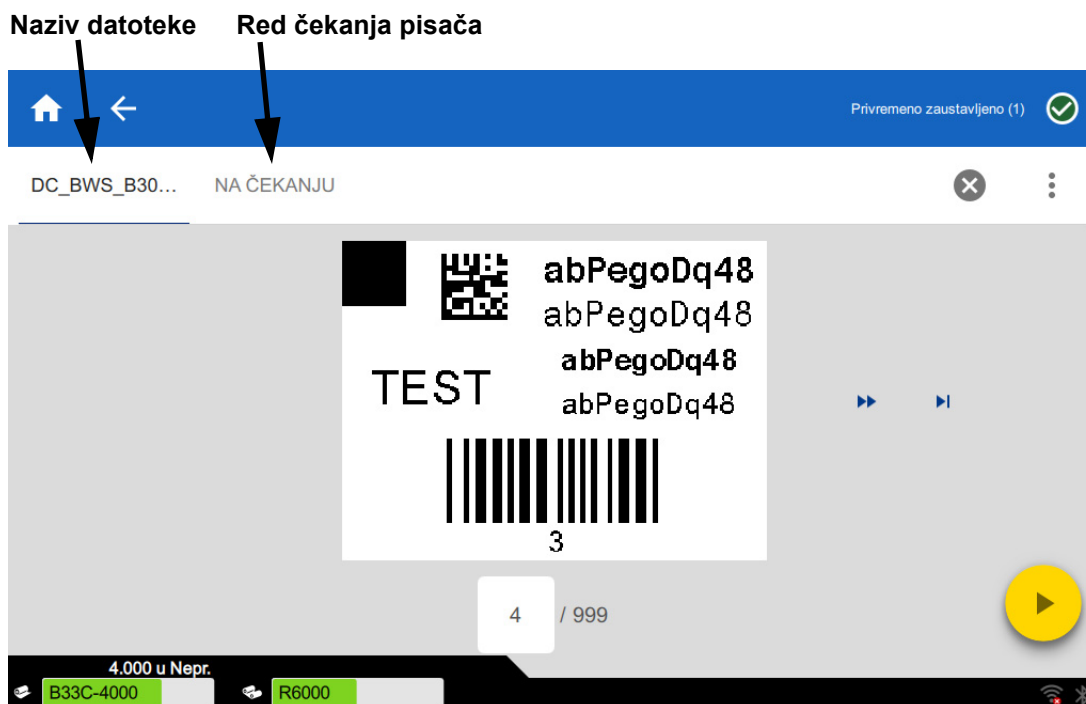 Naziv datoteke Red čekanja pisača
Privremeno zaustavljeno (1)
DC_BWS_B30... NA ČEKANJU
abPegoDq48
abPegoDq48
abPegoDq48
TEST
abPegoDq48
3
4 / 999
4.000 u Nepr.
B33C-4000 R6000